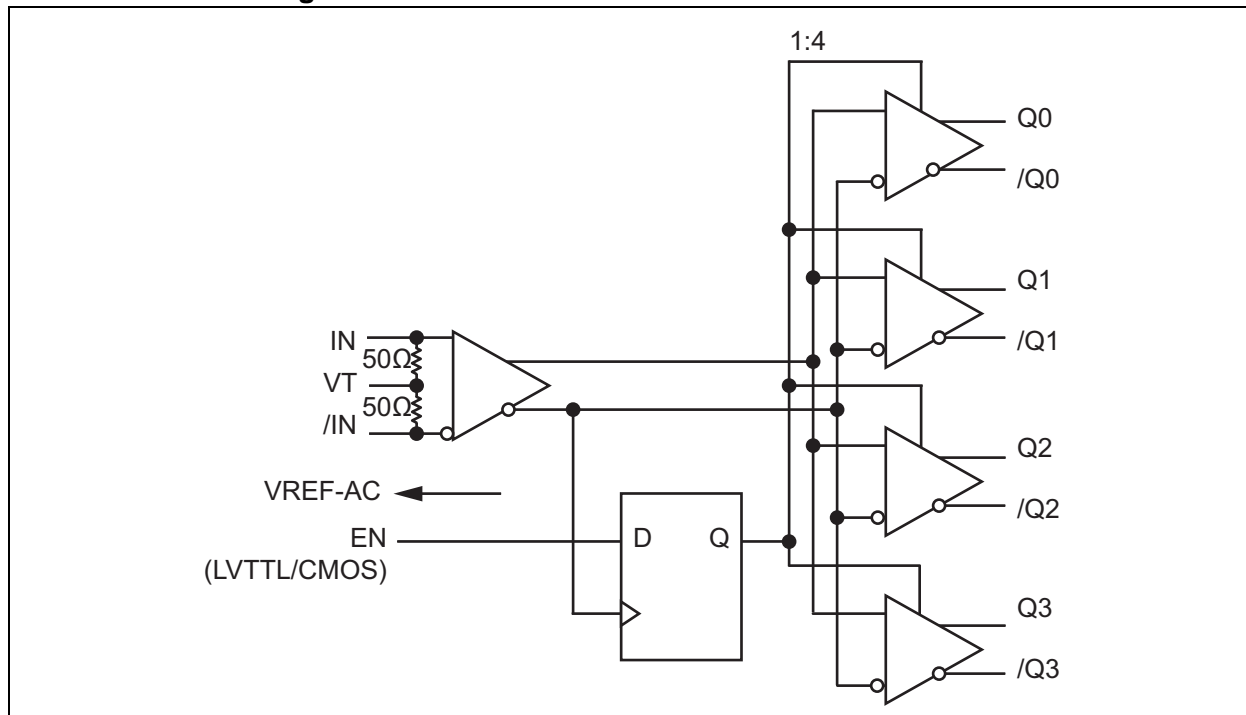 g
1:4
Q0
/Q0
Q1
/Q1
IN
50Ω
VT
50Ω
/IN
Q2
/Q2
VREF-AC
EN
(LVTTL/CMOS)
D Q
Q3
/Q3